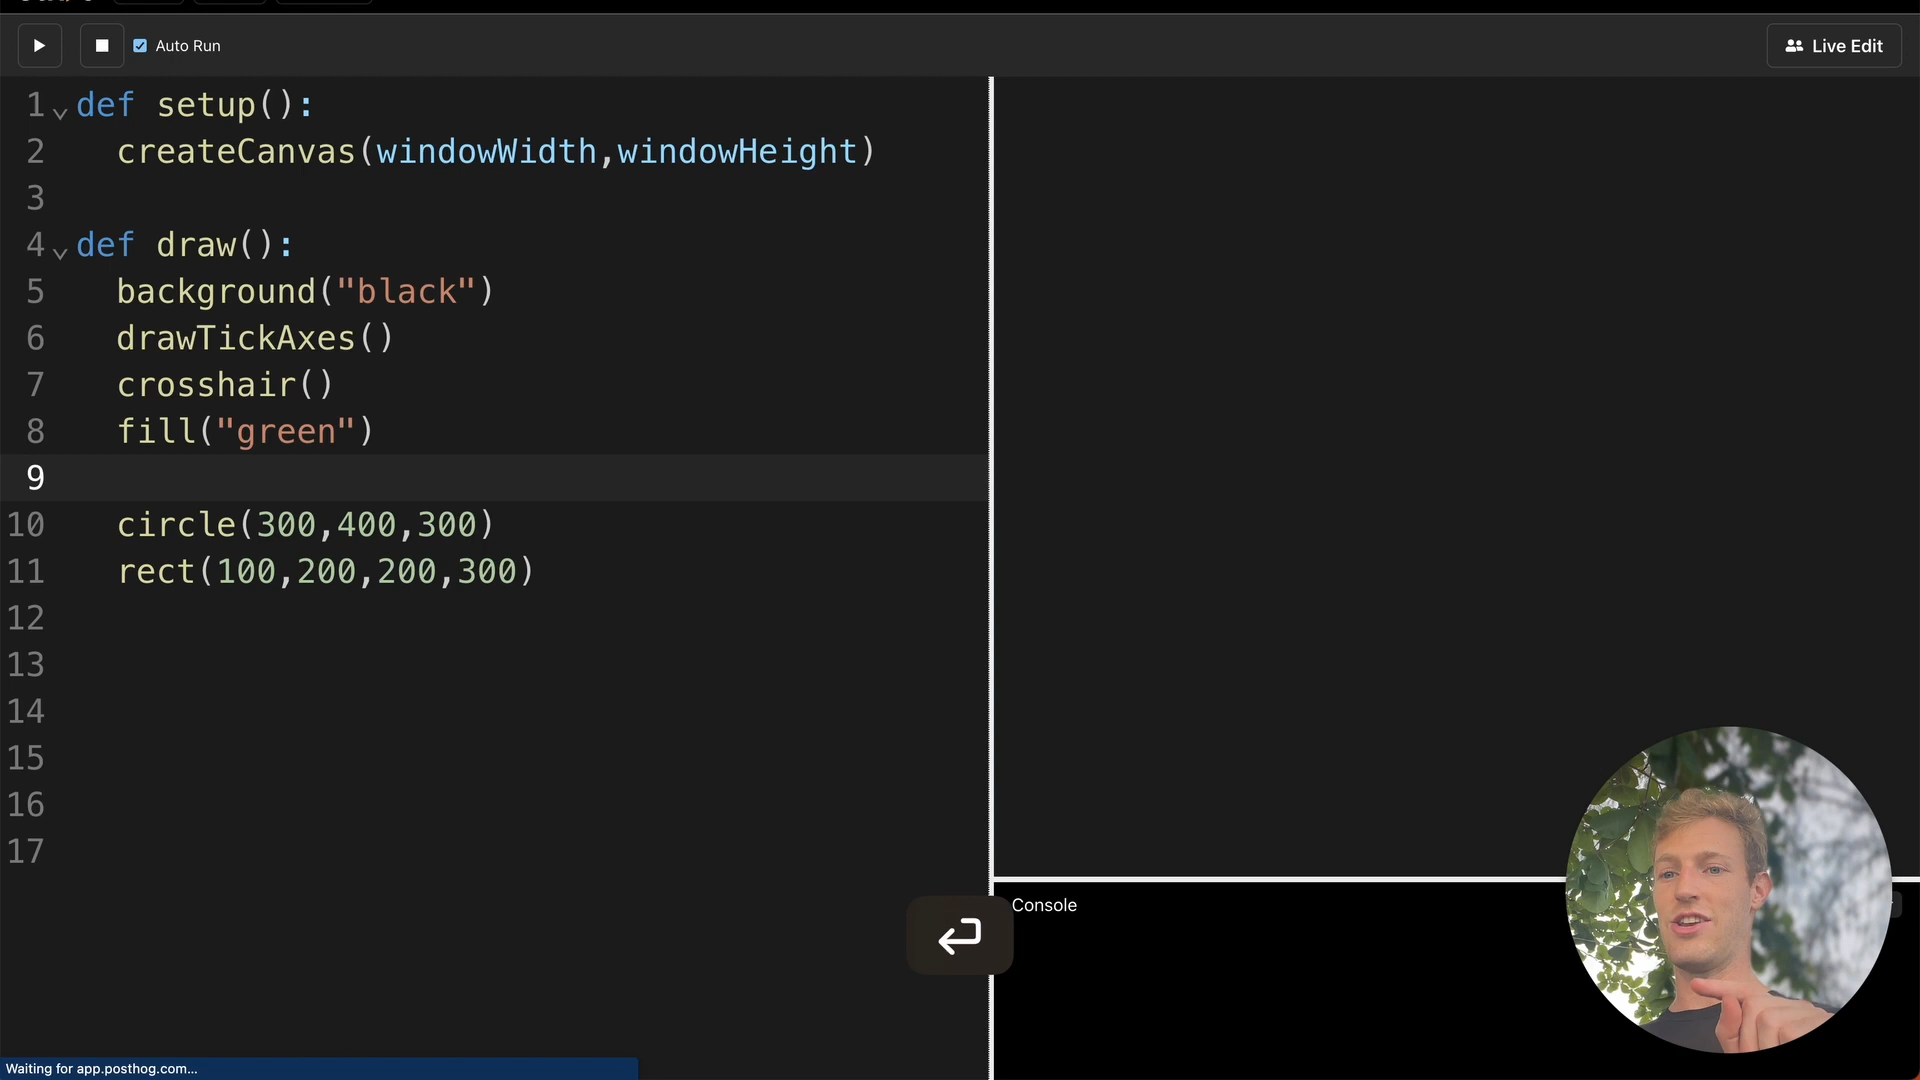 Auto Run
Live Edit
1 def setup():
2 createCanvas(windowWidth,windowHeight)
3
4 def draw():
5 background("black")
6 drawTickAxes()
7 crosshair()
8 fill("green")
9
10 circle(300,400,300)
11 rect(100,200,200,300)
12
13
14
15
16
17
Console
Waiting for app.posthog.com...